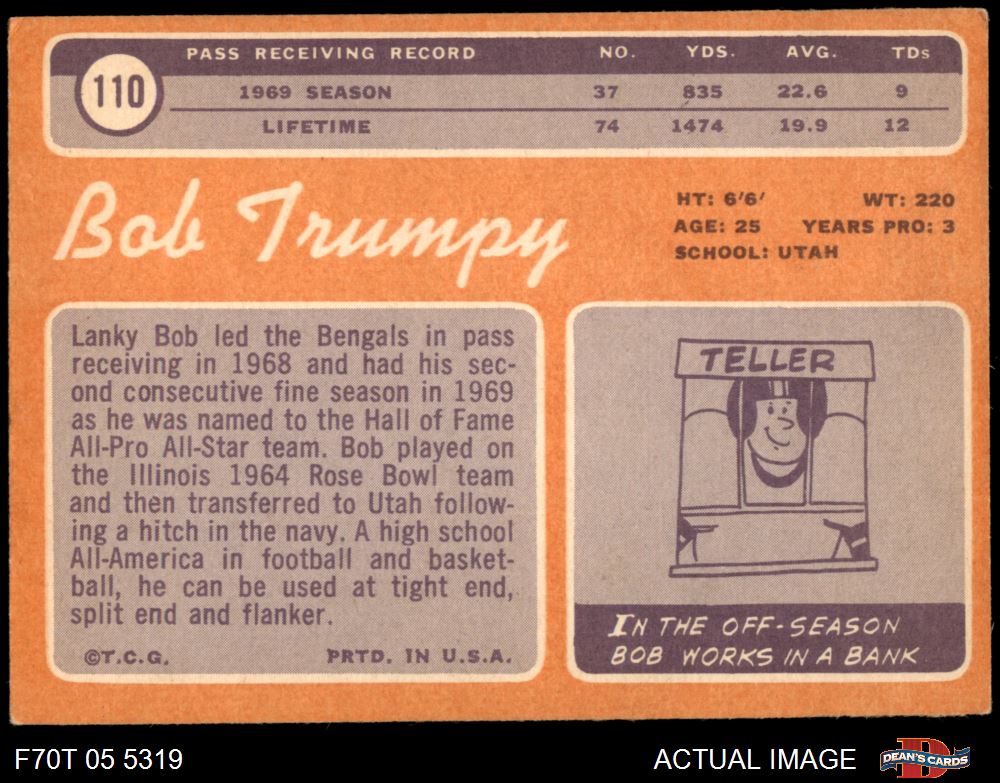 110
PASS RECEIVING RECORD NO. YDS. AVG. TDs
1969 SEASON 37 835 22.6 9
LIFETIME 74 1474 19.9 12
Bob Trumpy
HT: 6'6' WT: 220
AGE: 25 YEARS PRO: 3
SCHOOL: UTAH
Lanky Bob led the Bengals in pass
receiving in 1968 and had his sec-
ond consecutive fine season in 1969
as he was named to the Hall of Fame
All-Pro All-Star team. Bob played on
the Illinois 1964 Rose Bowl team
and then transferred to Utah follow-
ing a hitch in the navy. A high school
All-America in football and basket-
ball, he can be used at tight end,
split end and flanker.
©T.C.G. PRTD. IN U.S.A.
TELLER
IN THE OFF-SEASON
BOB WORKS IN A BANK
F70T 05 5319 ACTUAL IMAGE
D
DEAN'S CARDS